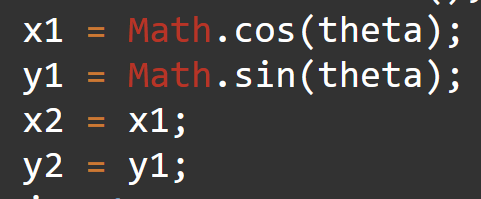 x1 = Math.cos(theta);
y1 = Math.sin(theta);
x2 = x1;
y2 = y1;